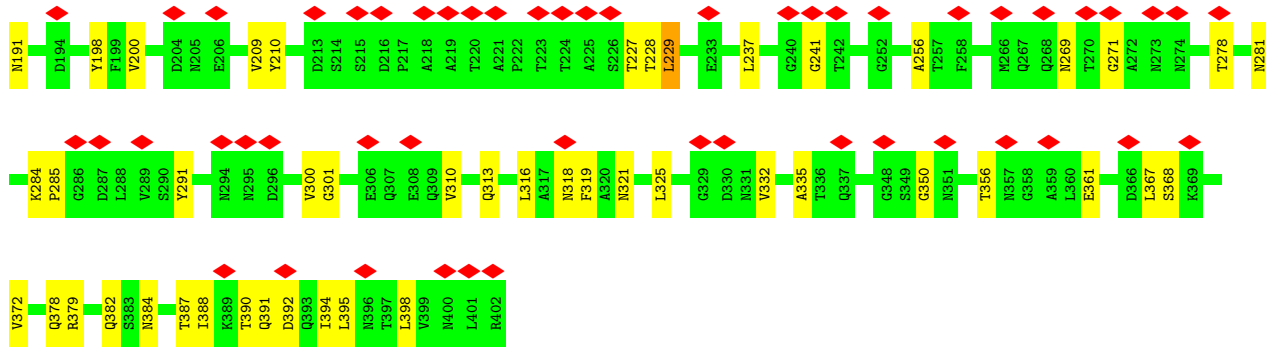 N191 D194 Y198 F199 V200 D204 N205 E206 V209 Y210 D213 S214 S215 D216 P217 A218 A219 T220 A221 P222 T223 T224 A225 S226 T227 T228 L229 E233 L237 G240 G241 T242 G252 A256 T257 F258 M266 Q267 Q268 N269 T270 G271 A272 N273 N274 T278 N281
K284 P285 G286 D287 L288 V289 S290 Y291 N294 N295 D296 V300 G301 E306 Q307 E308 Q309 V310 Q313 L316 A317 N318 F319 A320 N321 L325 G329 D330 N331 V332 A335 T336 Q337 G348 S349 G350 N351 T356 N357 G358 A359 L360 E361 D366 L367 S368 K369
V372 Q378 R379 Q382 S383 N384 T387 I388 K389 T390 Q391 D392 Q393 I394 L395 N396 T397 L398 V399 N400 L401 R402